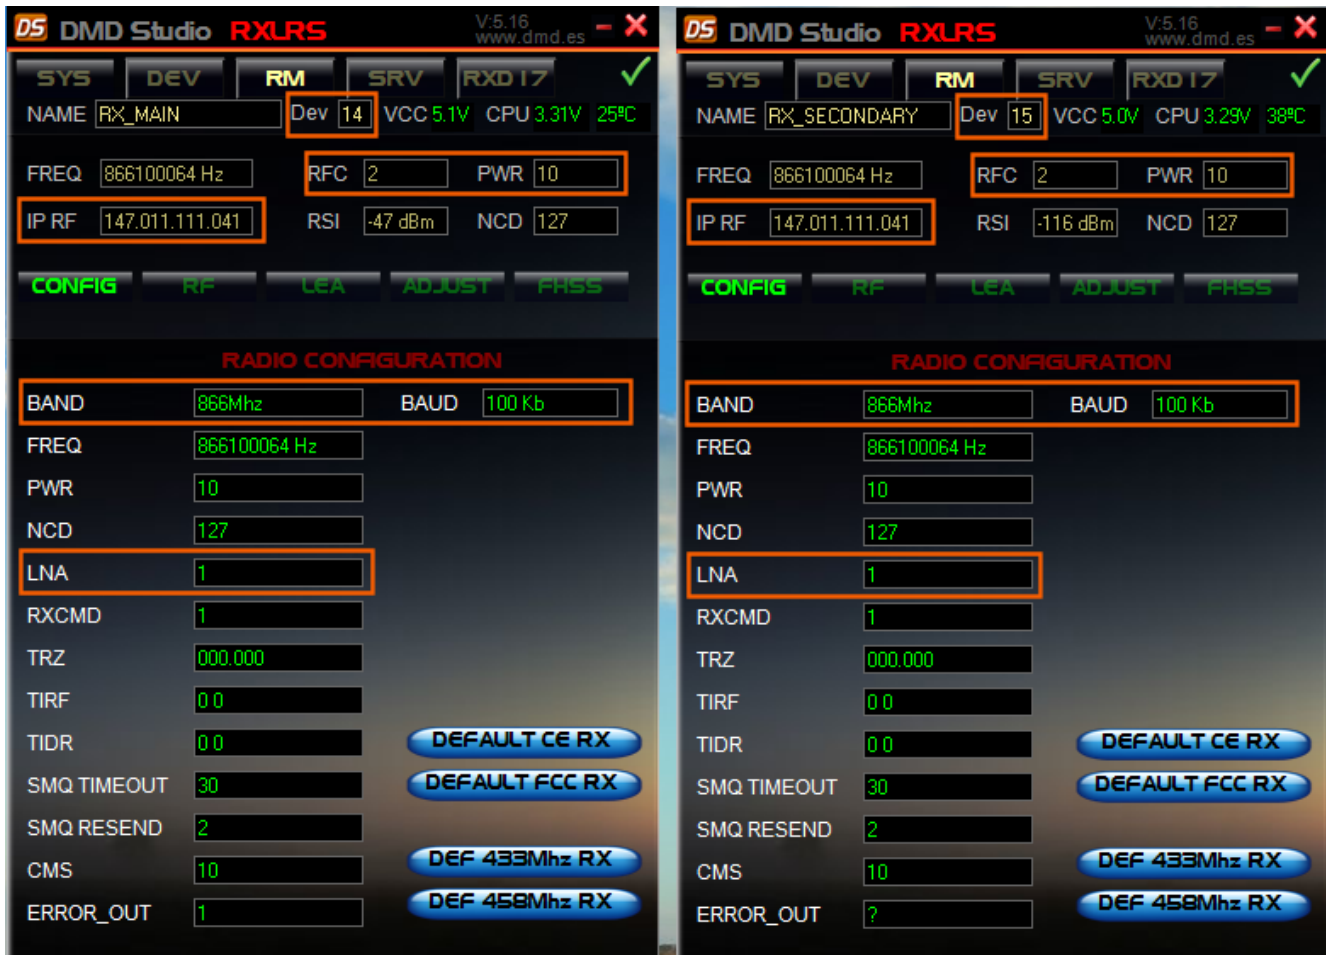 DS DMD Studio RXLRS V:5.16
www.dmd.es
SYS DEV RM SRV RXD17
NAME RX_MAIN Dev 14 VCC 5.1V CPU 3.31V 25ºC
FREQ 866100064 Hz RFC 2 PWR 10
IP RF 147.011.111.041 RSI -47 dBm NCD 127
CONFIG RF LEA ADJUST FHSS
RADIO CONFIGURATION
BAND 866Mhz BAUD 100 Kb
FREQ 866100064 Hz
PWR 10
NCD 127
LNA 1
RXCMD 1
TRZ 000.000
TIRF 0 0
TIDR 0 0 DEFAULT CE RX
SMQ TIMEOUT 30 DEFAULT FCC RX
SMQ RESEND 2
CMS 10 DEF 433Mhz RX
ERROR_OUT 1 DEF 458Mhz RX
DS DMD Studio RXLRS V:5.16
www.dmd.es
SYS DEV RM SRV RXD17
NAME RX_SECONDARY Dev 15 VCC 5.0V CPU 3.29V 38ºC
FREQ 866100064 Hz RFC 2 PWR 10
IP RF 147.011.111.041 RSI -116 dBm NCD 127
CONFIG RF LEA ADJUST FHSS
RADIO CONFIGURATION
BAND 866Mhz BAUD 100 Kb
FREQ 866100064 Hz
PWR 10
NCD 127
LNA 1
RXCMD 1
TRZ 000.000
TIRF 0 0
TIDR 0 0 DEFAULT CE RX
SMQ TIMEOUT 30 DEFAULT FCC RX
SMQ RESEND 2
CMS 10 DEF 433Mhz RX
ERROR_OUT ? DEF 458Mhz RX